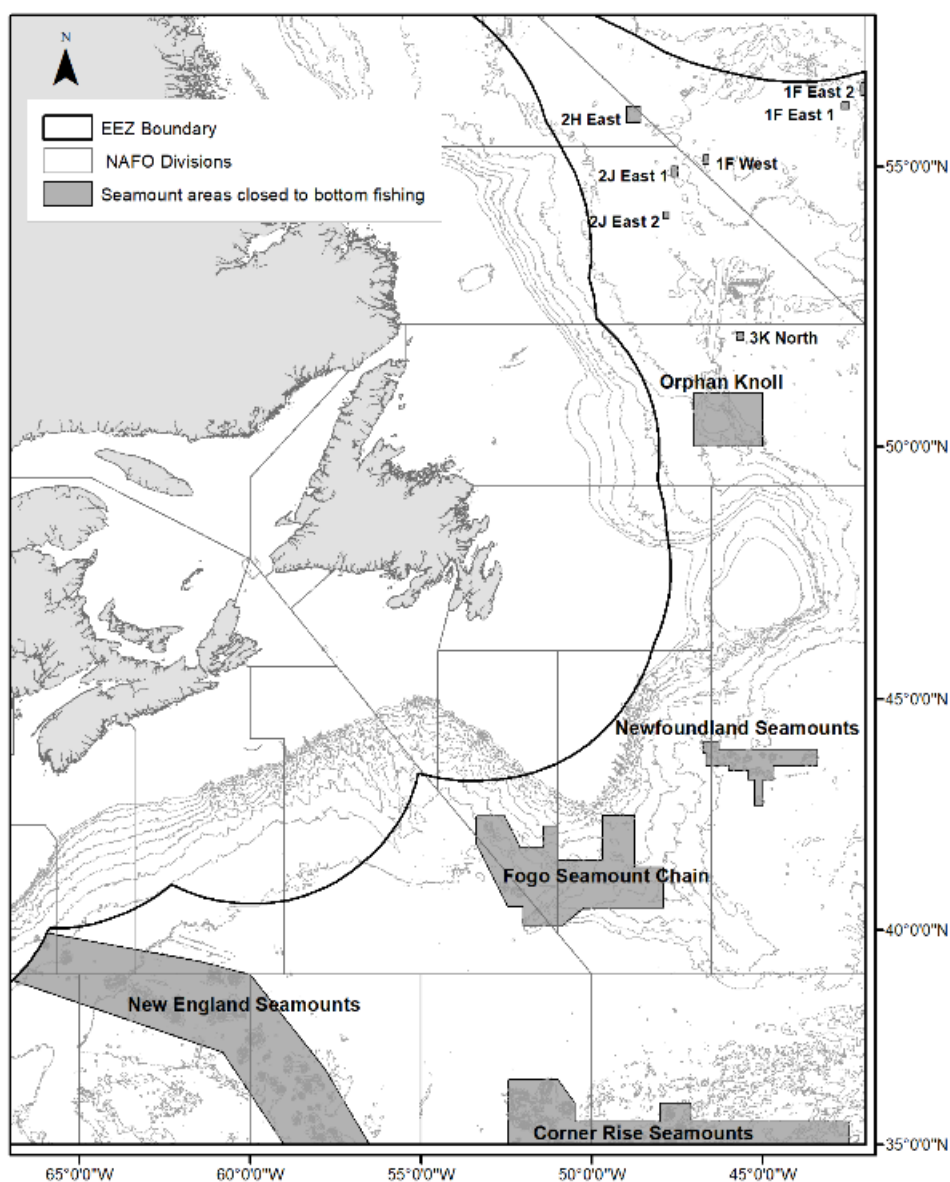 N
EEZ Boundary
NAFO Divisions
Seamount areas closed to bottom fishing
1F East 2
1F East 1
2H East
1F West
2J East 1
2J East 2
3K North
Orphan Knoll
Newfoundland Seamounts
Fogo Seamount Chain
New England Seamounts
Corner Rise Seamounts
55°0'0"N
50°0'0"N
45°0'0"N
40°0'0"N
35°0'0"N
65°0'0"W
60°0'0"W
55°0'0"W
50°0'0"W
45°0'0"W